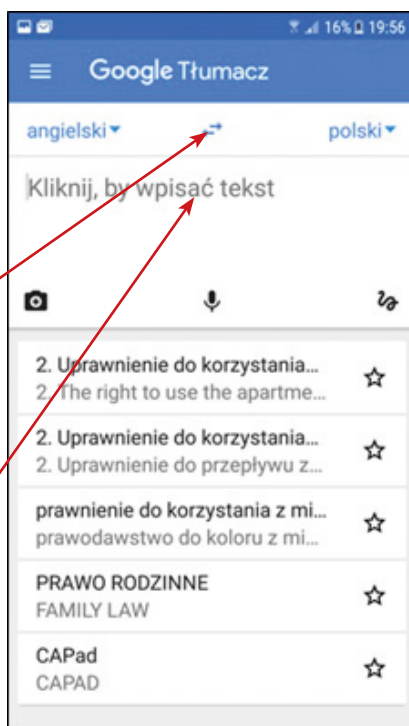 16% 19:56
Google Tłumacz
angielski polski
Kliknij, by wpisać tekst
2. Uprawnienie do korzystania...
2. The right to use the apartme...
2. Uprawnienie do korzystania...
2. Uprawnienie do przepływu z...
prawnienie do korzystania z mi...
prawodawstwo do koloru z mi...
PRAWO RODZINNE
FAMILY LAW
CAPad
CAPAD